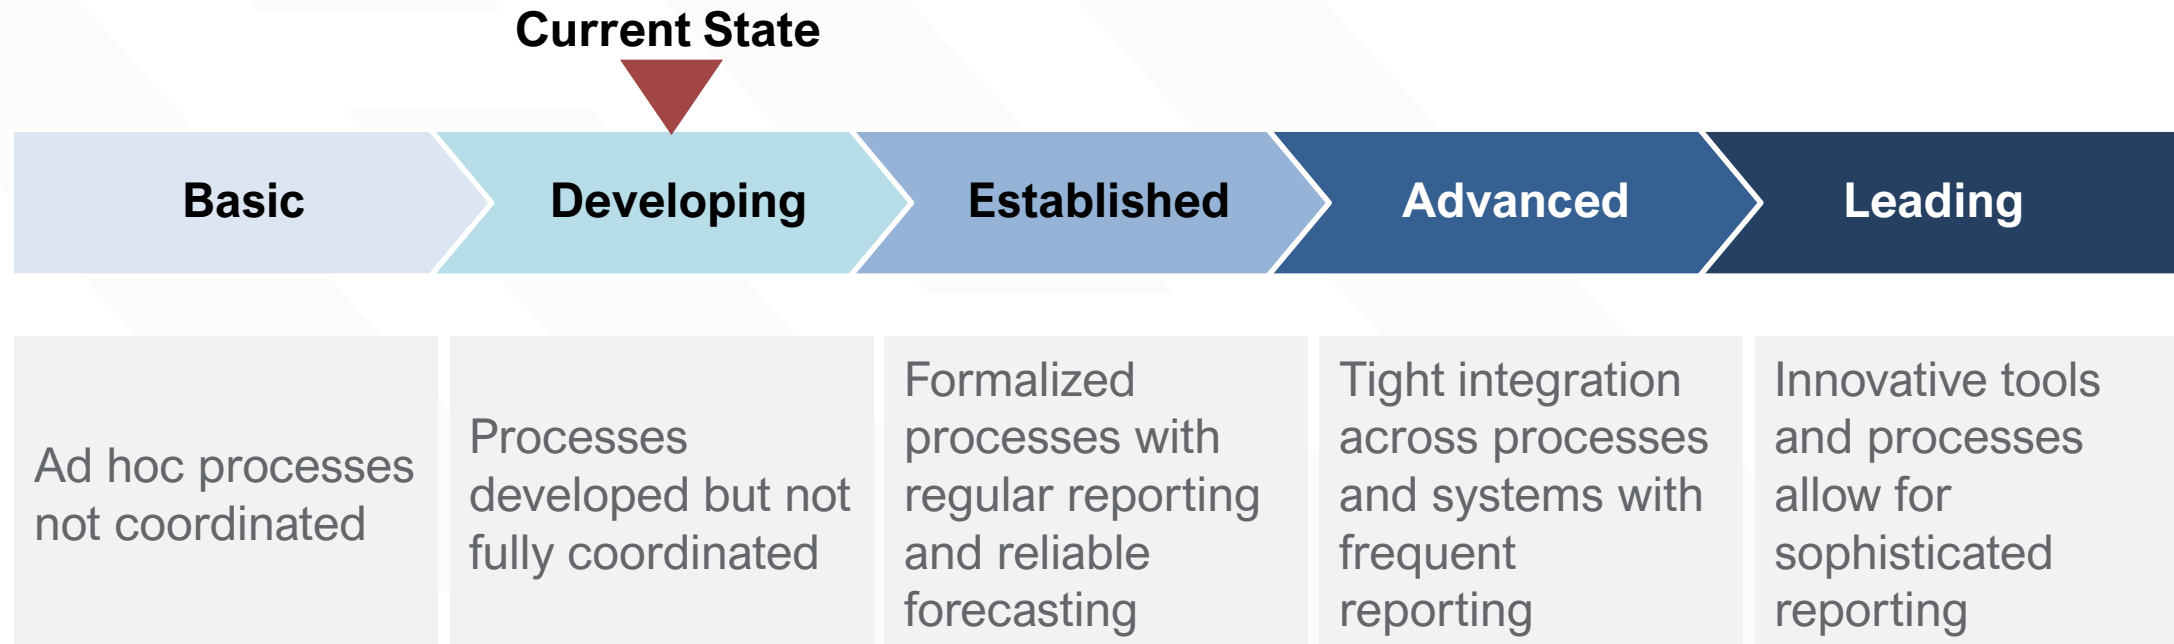 Current State
Basic
Developing
Established
Advanced
Leading
Ad hoc processes
not coordinated
Processes
developed but not
fully coordinated
Formalized
processes with
regular reporting
and reliable
forecasting
Tight integration
across processes
and systems with
frequent
reporting
Innovative tools
and processes
allow for
sophisticated
reporting